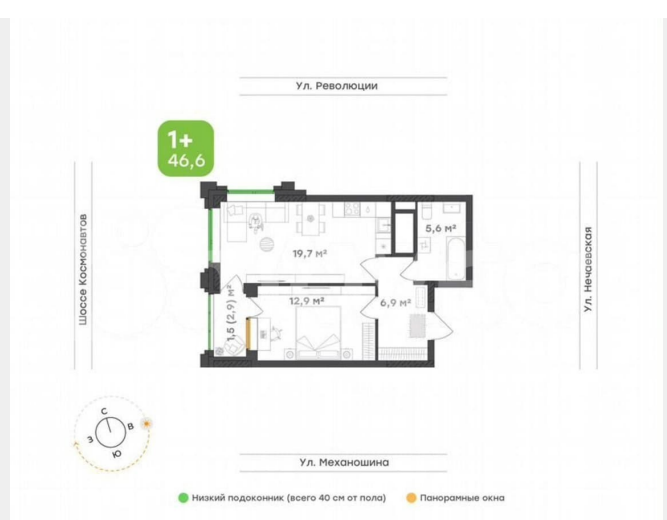 Ул. Революции
1+
46,6
Шоссе Космонавтов
Ул. Нечаевская
5,6 м²
19,7 м²
1,5 (2,9) м²
12,9 м²
6,9 м²
С
В
З
Ю
Ул. Механошина
Низкий подоконник (всего 40 см от пола)
Панорамные окна